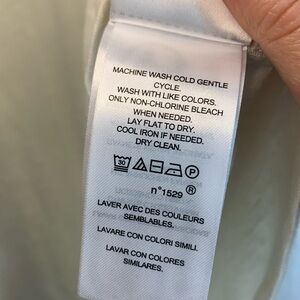 MACHINE WASH COLD GENTLE
CYCLE.
WASH WITH LIKE COLORS.
ONLY NON-CHLORINE BLEACH
WHEN NEEDED.
LAY FLAT TO DRY.
COOL IRON IF NEEDED.
DRY CLEAN.
30 P
n°1529 ®
LAVER AVEC DES COULEURS
SEMBLABLES.
LAVARE CON COLORI SIMILI.
LAVAR CON COLORES
SIMILARES.